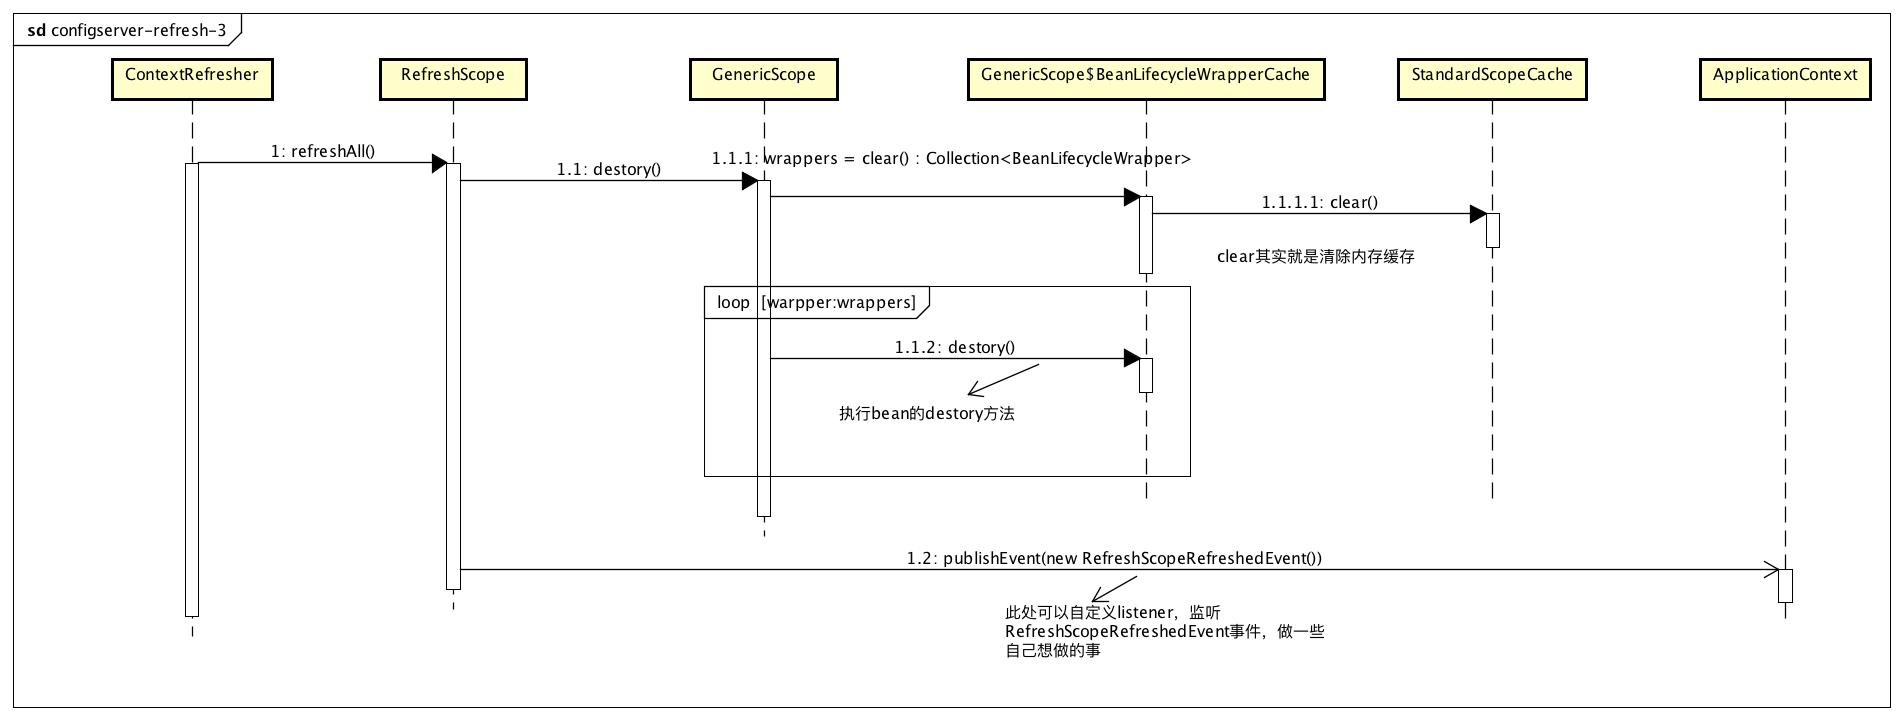 sd configserver-refresh-3
ContextRefresher
RefreshScope
GenericScope
GenericScope$BeanLifecycleWrapperCache
StandardScopeCache
ApplicationContext
1: refreshAll()
1.1: destory()
1.1.1: wrappers = clear() : Collection<BeanLifecycleWrapper>
1.1.1.1: clear()
clear其实就是清除内存缓存
loop [warpper:wrappers]
1.1.2: destory()
执行bean的destory方法
1.2: publishEvent(new RefreshScopeRefreshedEvent())
此处可以自定义listener，监听
RefreshScopeRefreshedEvent事件，做一些
自己想做的事